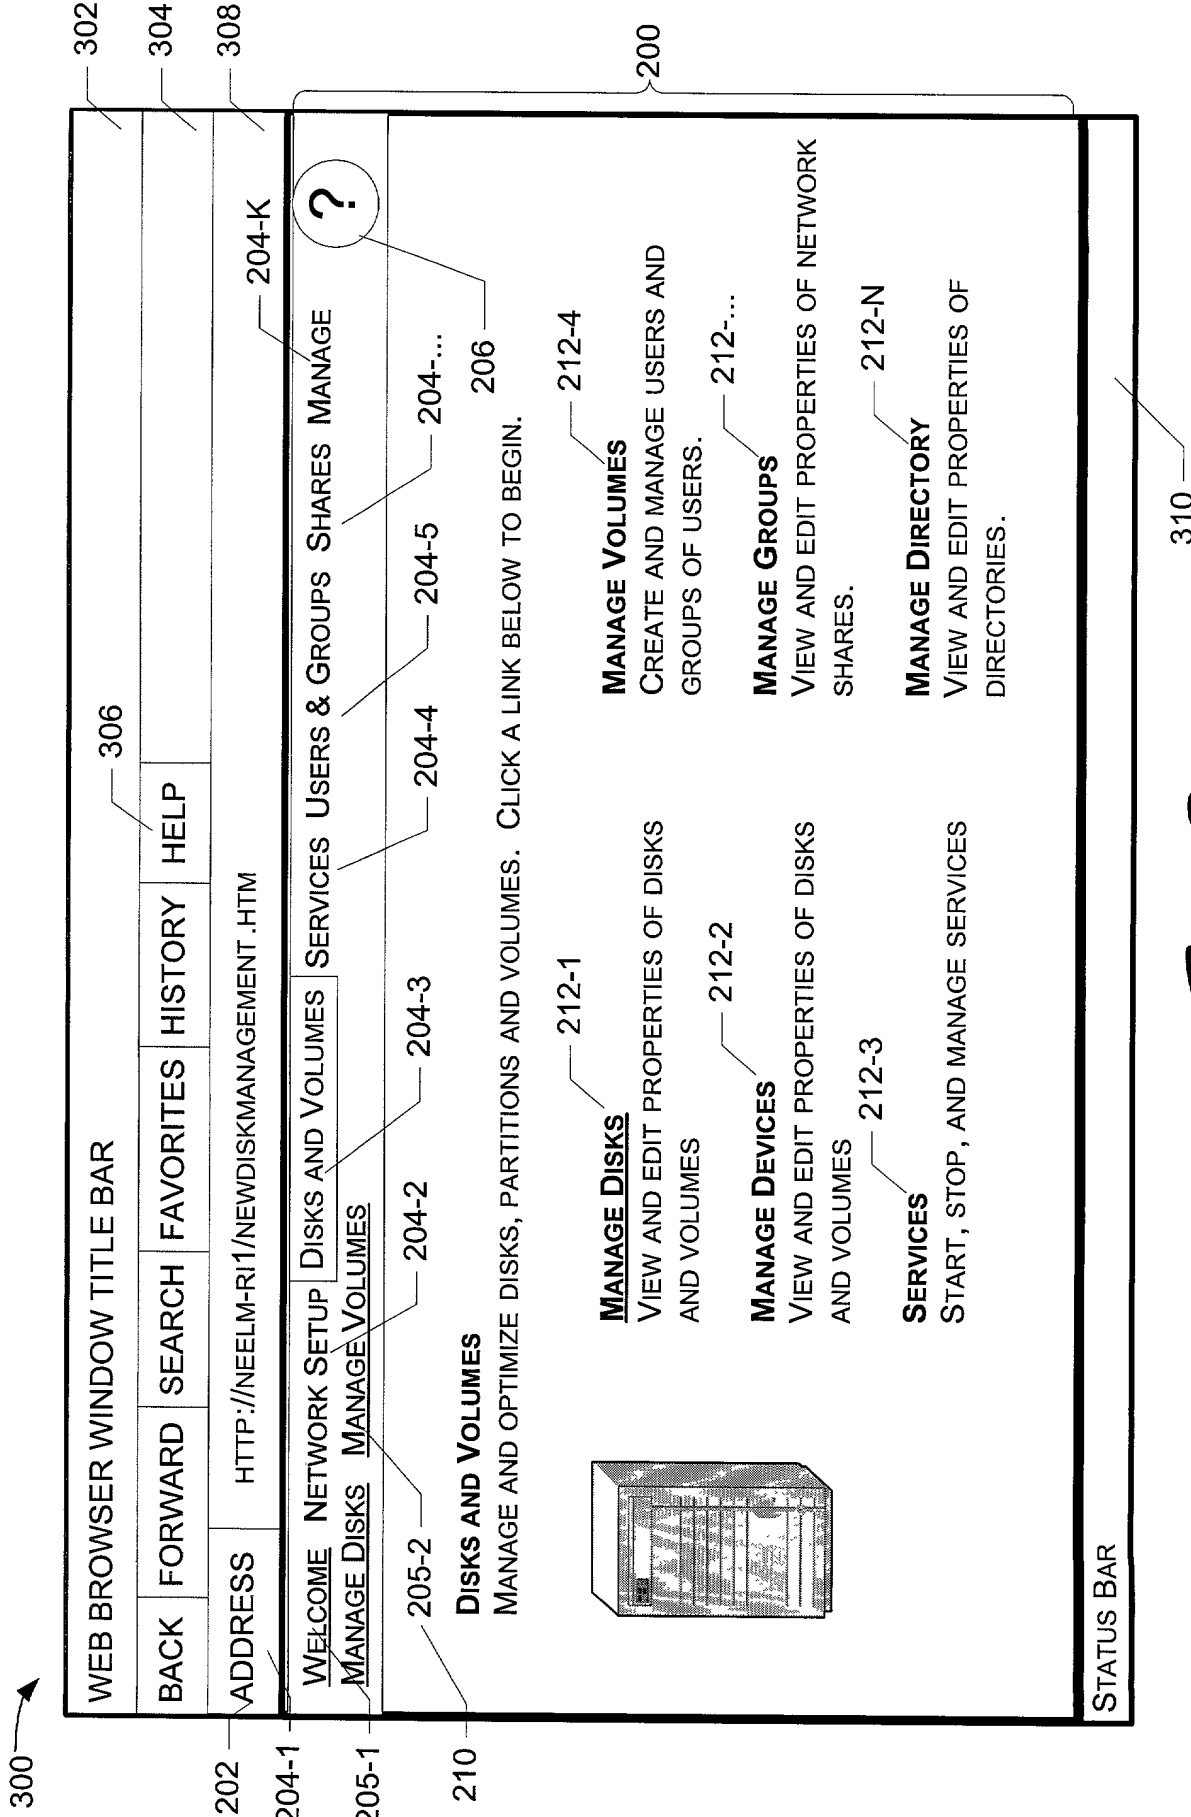 300
302
304
308
306
WEB BROWSER WINDOW TITLE BAR
BACK FORWARD SEARCH FAVORITES HISTORY HELP
ADDRESS HTTP://NEELM-RI1/NEWDISKMANAGEMENT.HTM
202
204-K
204-1
WELCOME NETWORK SETUP DISKS AND VOLUMES SERVICES USERS & GROUPS SHARES MANAGE ?
MANAGE DISKS MANAGE VOLUMES
205-1
205-2
204-2
204-3
204-4
204-5
204-...
206
200
210
DISKS AND VOLUMES
MANAGE AND OPTIMIZE DISKS, PARTITIONS AND VOLUMES. CLICK A LINK BELOW TO BEGIN.
212-1
MANAGE DISKS
VIEW AND EDIT PROPERTIES OF DISKS
AND VOLUMES
212-2
MANAGE DEVICES
VIEW AND EDIT PROPERTIES OF DISKS
AND VOLUMES
212-3
SERVICES
START, STOP, AND MANAGE SERVICES
212-4
MANAGE VOLUMES
CREATE AND MANAGE USERS AND
GROUPS OF USERS.
212-...
MANAGE GROUPS
VIEW AND EDIT PROPERTIES OF NETWORK
SHARES.
212-N
MANAGE DIRECTORY
VIEW AND EDIT PROPERTIES OF
DIRECTORIES.
STATUS BAR
310